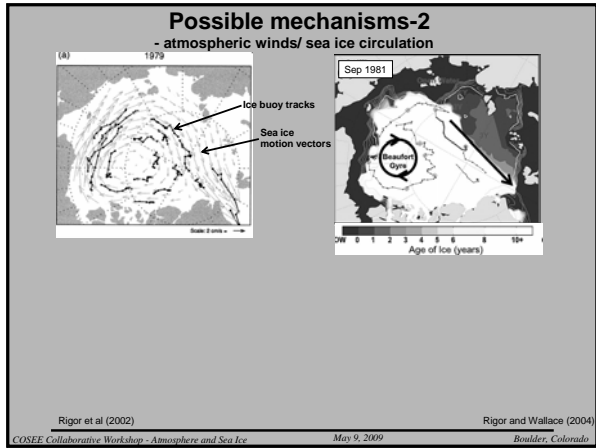 Possible mechanisms-2
- atmospheric winds/ sea ice circulation
(a) 1979
Ice buoy tracks
Sea ice
motion vectors
Scale: 2 cm/s =
Sep 1981
Beaufort
Gyre
OW 0 1 2 3 4 5 6 8 10+
Age of Ice (years)
Rigor et al (2002)
Rigor and Wallace (2004)
COSEE Collaborative Workshop - Atmosphere and Sea Ice May 9, 2009 Boulder, Colorado